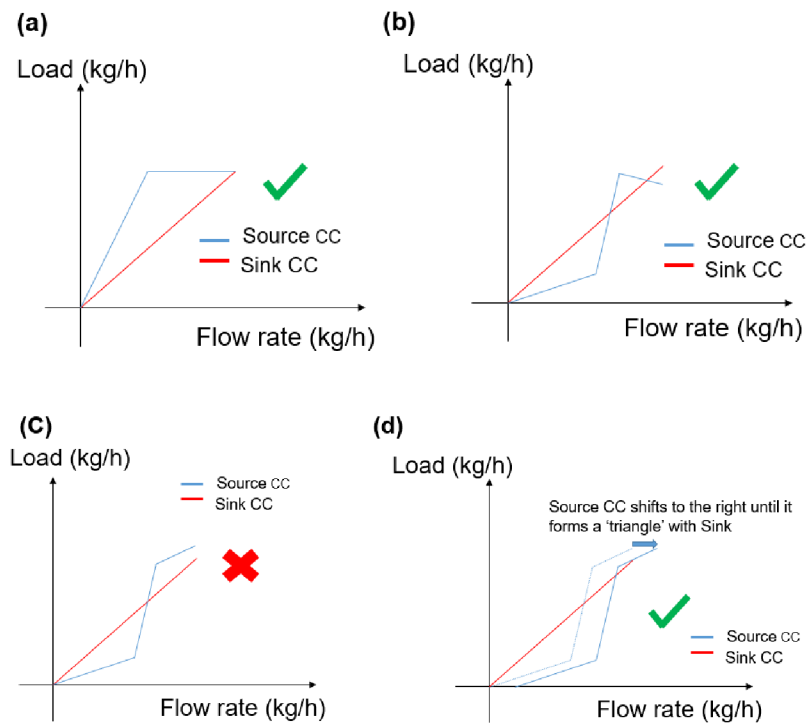 (a)
Load (kg/h)
Source CC
Sink CC
Flow rate (kg/h)
(b)
Load (kg/h)
Source CC
Sink CC
Flow rate (kg/h)
(C)
Load (kg/h)
Source CC
Sink CC
Flow rate (kg/h)
(d)
Load (kg/h)
Source CC shifts to the right until it
forms a ‘triangle’ with Sink
Source CC
Sink CC
Flow rate (kg/h)